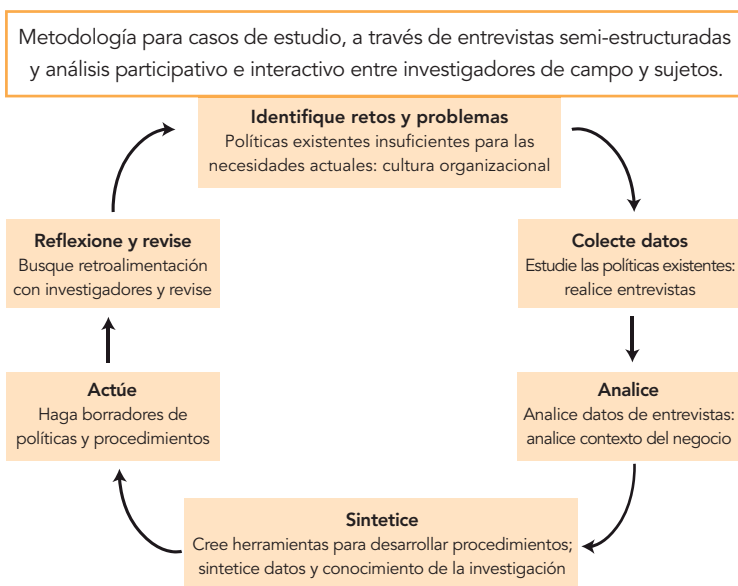 Metodología para casos de estudio, a través de entrevistas semi-estructuradas
y análisis participativo e interactivo entre investigadores de campo y sujetos.
Identifique retos y problemas
Políticas existentes insuficientes para las
necesidades actuales: cultura organizacional
Colecte datos
Estudie las políticas existentes:
realice entrevistas
Analice
Analice datos de entrevistas:
analice contexto del negocio
Sintetice
Cree herramientas para desarrollar procedimientos;
sintetice datos y conocimiento de la investigación
Actúe
Haga borradores de
políticas y procedimientos
Reflexione y revise
Busque retroalimentación
con investigadores y revise